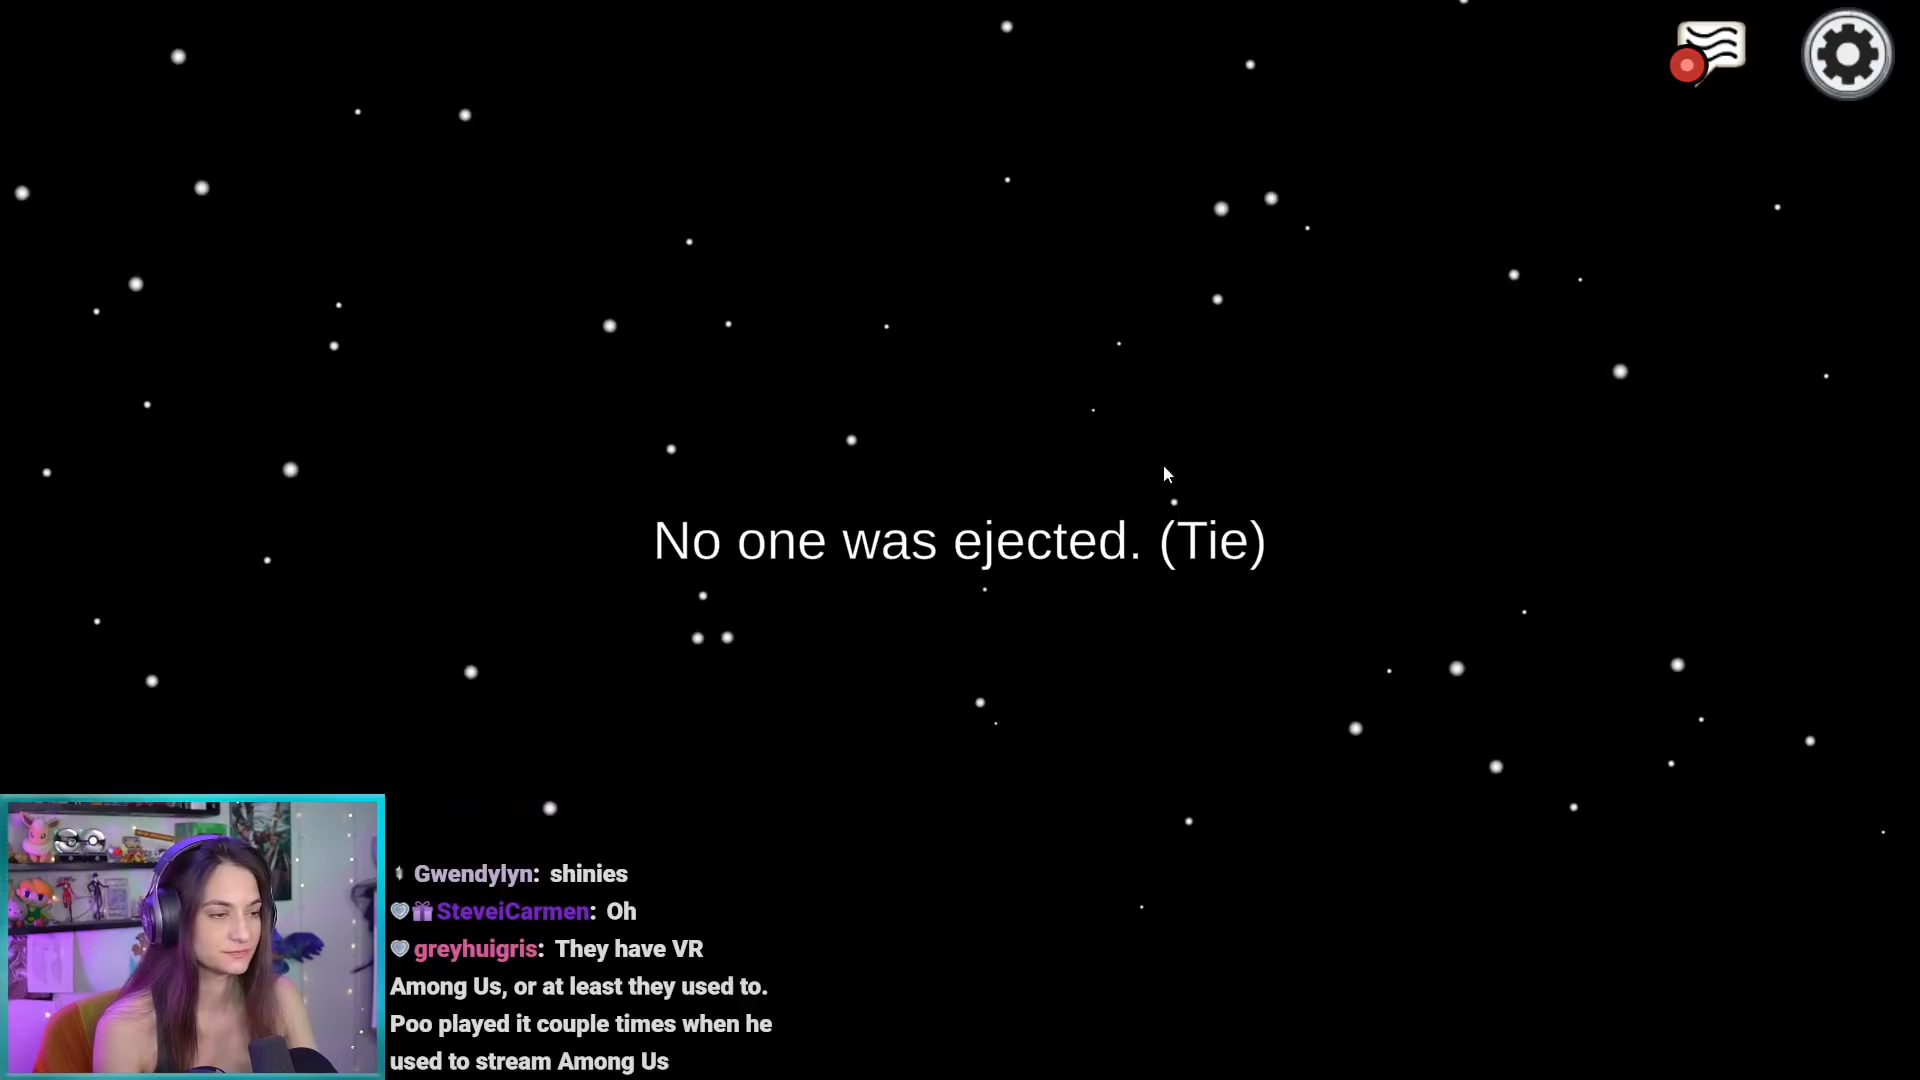 No one was ejected. (Tie)
Gwendylyn: shinies
SteveiCarmen: Oh
greyhuigris: They have VR
Among Us, or at least they used to.
Poo played it couple times when he
used to stream Among Us